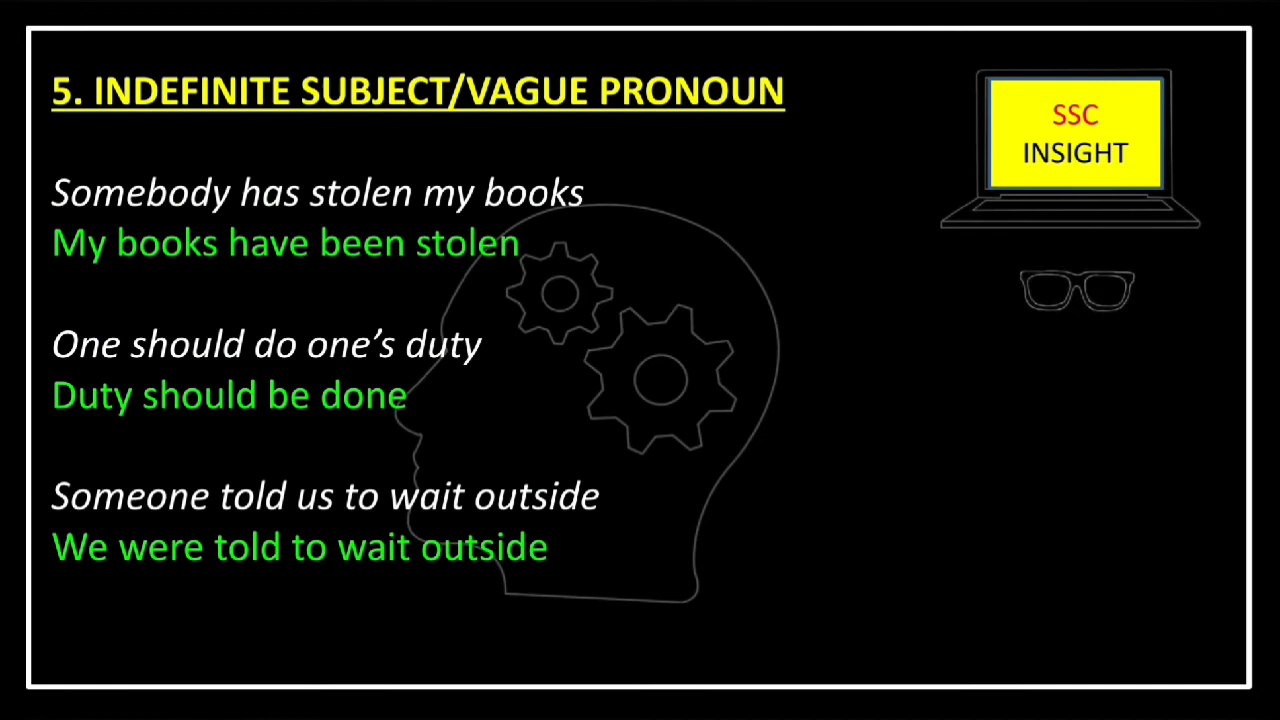 5. INDEFINITE SUBJECT/VAGUE PRONOUN
SSC
INSIGHT
Somebody has stolen my books
My books have been stolen
One should do one’s duty
Duty should be done
Someone told us to wait outside
We were told to wait outside